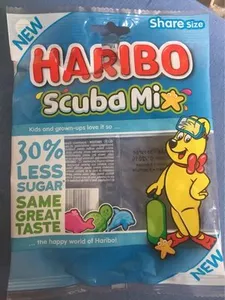 NEW
Share Size
HARIBO
Scuba Mix
Kids and grown-ups love it so ...
30%
LESS
SUGAR
SAME
GREAT
TASTE
... the happy world of Haribo!
NEW